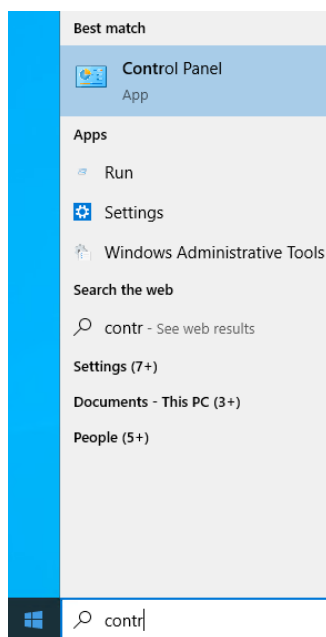 Best match
Control Panel
App
Apps
Run
Settings
Windows Administrative Tools
Search the web
contr - See web results
Settings (7+)
Documents - This PC (3+)
People (5+)
contr